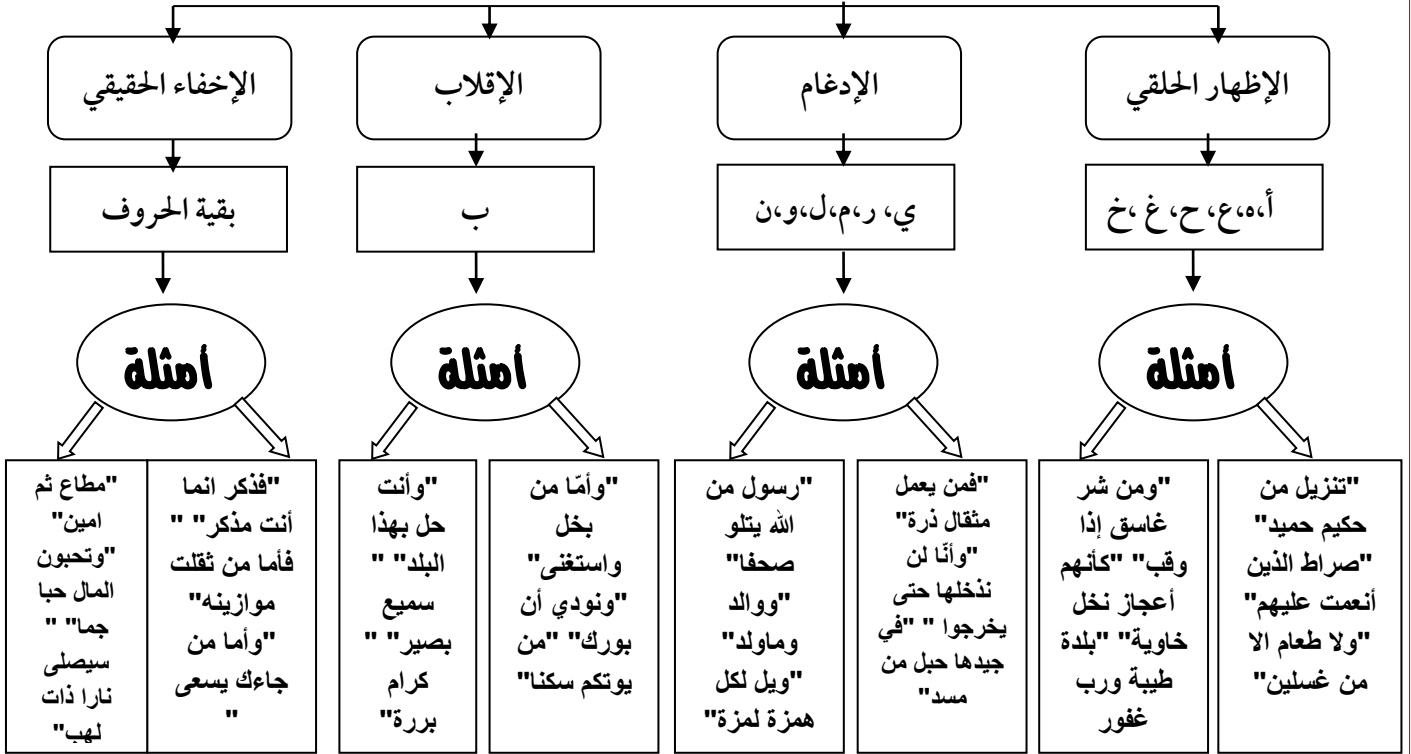 الإظهار الحلقي
الإدغام
الإقلاب
الإخفاء الحقيقي
أ،ه،ع، ح، غ ،خ
ي، ر،م،ل،و،ن
ب
بقية الحروف
أمثلة
أمثلة
أمثلة
أمثلة
"تنزيل من
حكيم حميد"
"صراط الذين
أنعمت عليهم"
"ولا طعام الا
من غسلين"
"ومن شر
غاسق إذا
وقب" "كأنهم
أعجاز نخل
خاوية" "بلدة
طيبة ورب
غفور
"فمن يعمل
مثقال ذرة"
"وأنّا لن
نذخلها حتى
يخرجوا " "في
جيدها حبل من
مسد"
"رسول من
الله يتلو
صحفا"
"ووالد
وماولد"
"ويل لكل
همزة لمزة"
"وأمّا من
بخل
واستغنى"
"ونودي أن
بورك" "من
يوتكم سكنا"
"وأنت
حل بهذا
البلد" "
سميع
بصير" "
كرام
بررة"
"فذكر انما
أنت مذكر" "
فأما من ثقلت
موازينه"
"وأما من
جاءك يسعى
"
"مطاع ثم
امين"
"وتحبون
المال حبا
جما" "
سيصلى
نارا ذات
لهب"